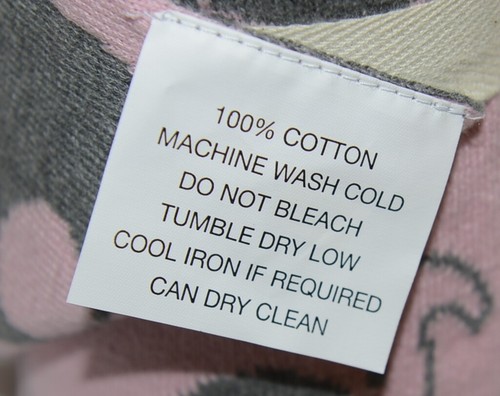 100% COTTON
MACHINE WASH COLD
DO NOT BLEACH
TUMBLE DRY LOW
COOL IRON IF REQUIRED
CAN DRY CLEAN